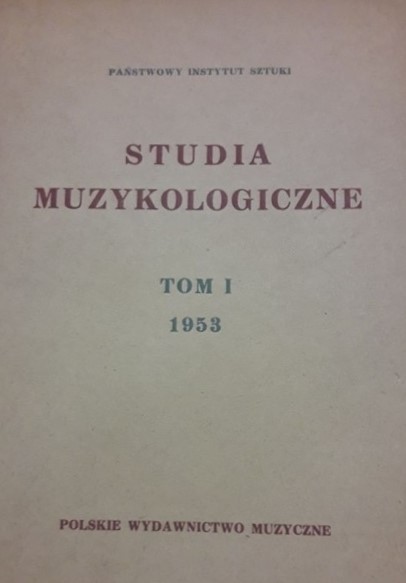 PAŃSTWOWY INSTYTUT SZTUKI
STUDIA
MUZYKOLOGICZNE
TOM I
1953
POLSKIE WYDAWNICTWO MUZYCZNE